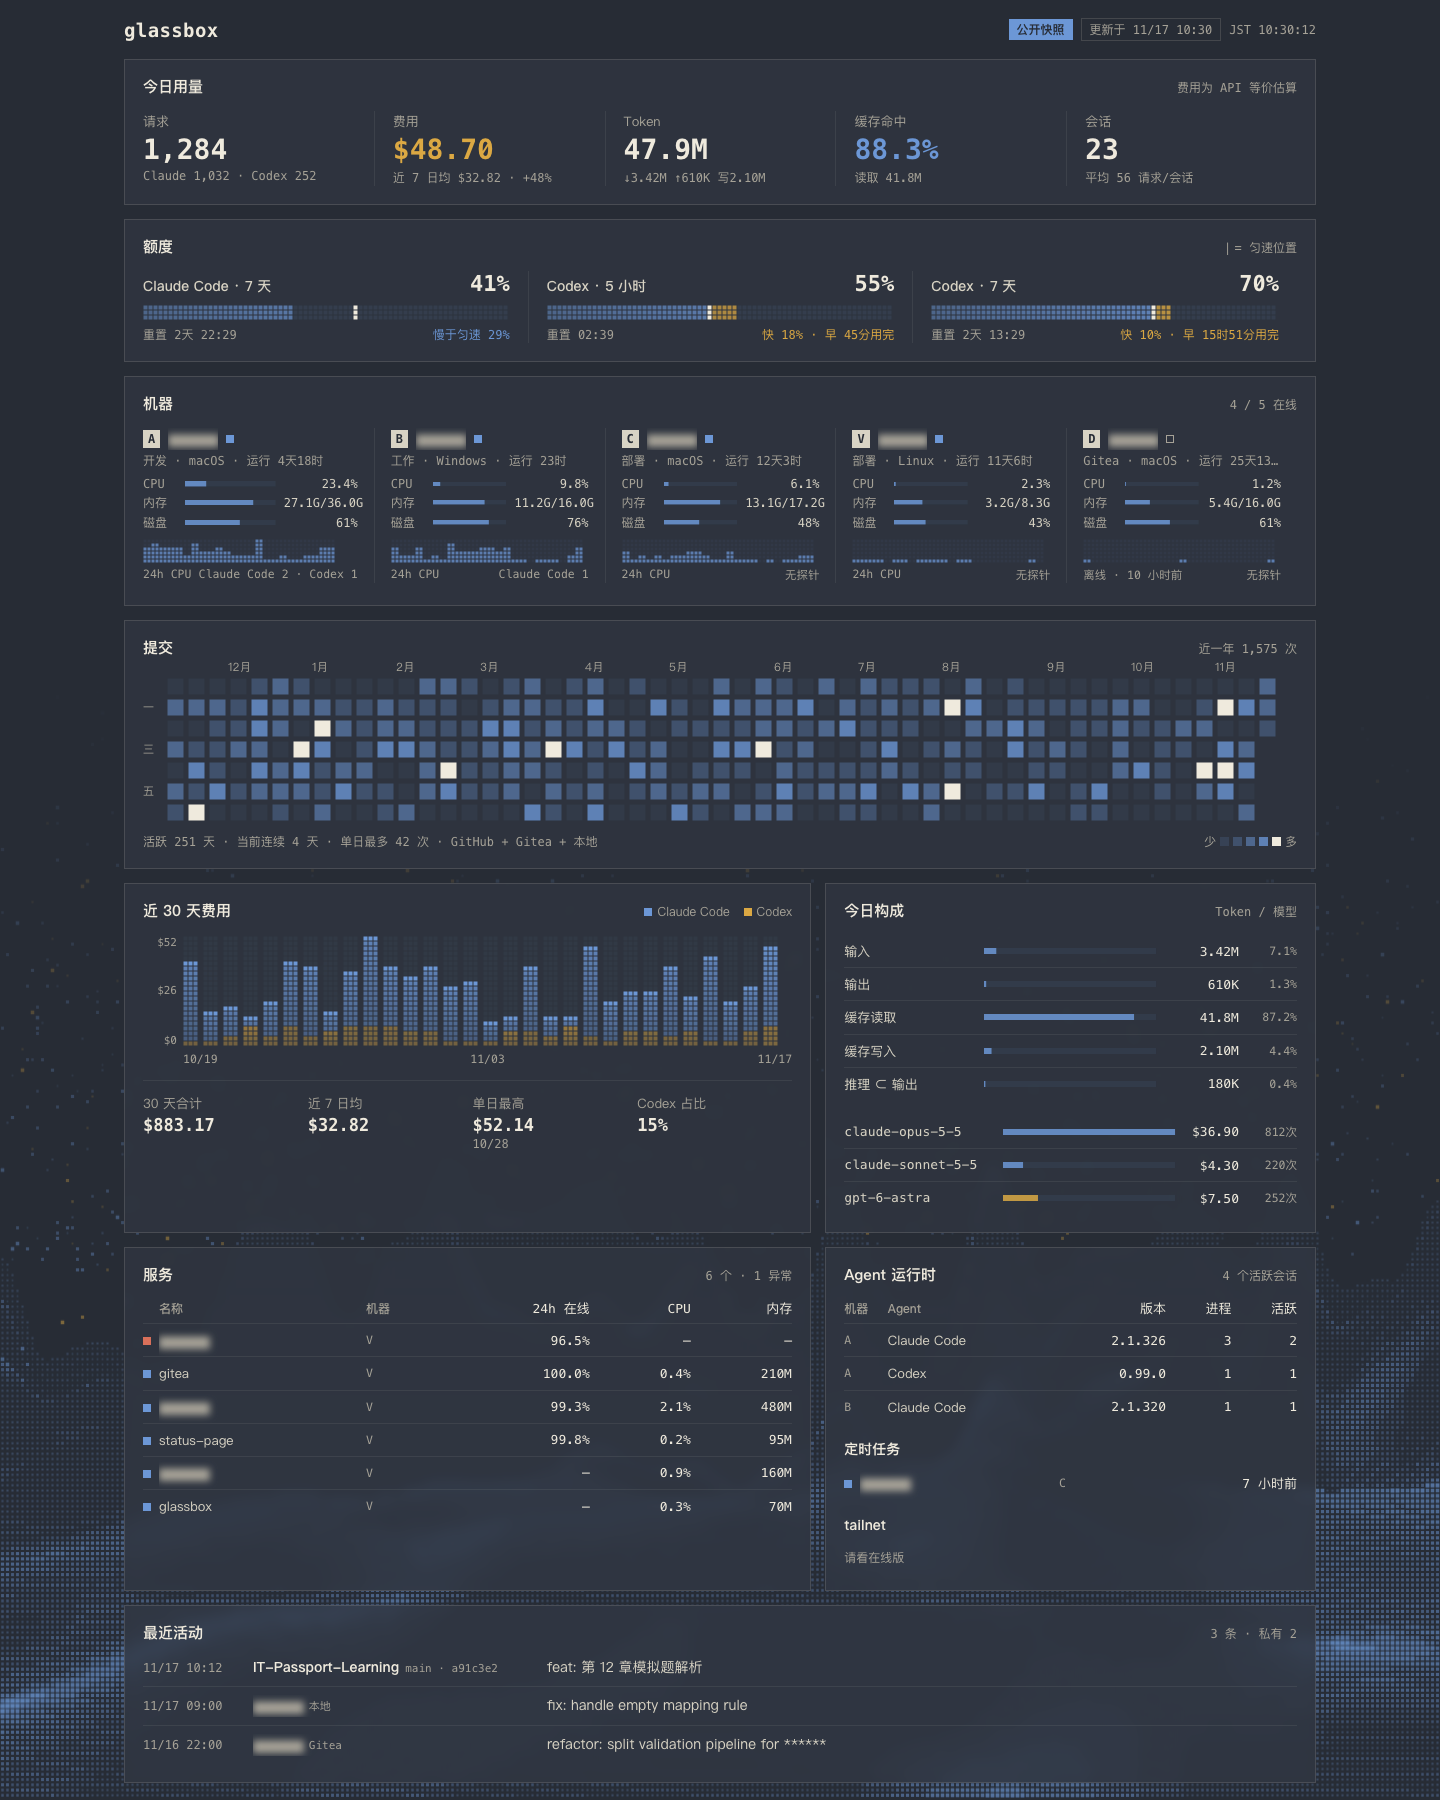 glassbox
公开快照 更新于 11/17 10:30 JST 10:30:12
今日用量 费用为 API 等价估算
请求 费用 Token 缓存命中 会话
1,284 $48.70 47.9M 88.3% 23
Claude 1,032 · Codex 252 近 7 日均 $32.82 · +48% ↓3.42M ↑610K 写2.10M 读取 41.8M 平均 56 请求/会话
额度 | = 匀速位置
Claude Code · 7 天 41% Codex · 5 小时 55% Codex · 7 天 70%
重置 2天 22:29 慢于匀速 29% 重置 02:39 快 18% · 早 45分用完 重置 2天 13:29 快 10% · 早 15时51分用完
机器 4 / 5 在线
A B C V D
开发 · macOS · 运行 4天18时 工作 · Windows · 运行 23时 部署 · macOS · 运行 12天3时 部署 · Linux · 运行 11天6时 Gitea · macOS · 运行 25天13…
CPU 23.4% CPU 9.8% CPU 6.1% CPU 2.3% CPU 1.2%
内存 27.1G/36.0G 内存 11.2G/16.0G 内存 13.1G/17.2G 内存 3.2G/8.3G 内存 5.4G/16.0G
磁盘 61% 磁盘 76% 磁盘 48% 磁盘 43% 磁盘 61%
24h CPU Claude Code 2 · Codex 1 24h CPU Claude Code 1 24h CPU 无探针 24h CPU 无探针 离线 · 10 小时前 无探针
提交 近一年 1,575 次
12月 1月 2月 3月 4月 5月 6月 7月 8月 9月 10月 11月
一
三
五
活跃 251 天 · 当前连续 4 天 · 单日最多 42 次 · GitHub + Gitea + 本地 少 多
近 30 天费用 Claude Code Codex
$52
$26
$0
10/19 11/03 11/17
30 天合计 近 7 日均 单日最高 Codex 占比
$883.17 $32.82 $52.14 15%
10/28
今日构成 Token / 模型
输入 3.42M 7.1%
输出 610K 1.3%
缓存读取 41.8M 87.2%
缓存写入 2.10M 4.4%
推理 ⊂ 输出 180K 0.4%
claude-opus-5-5 $36.90 812次
claude-sonnet-5-5 $4.30 220次
gpt-6-astra $7.50 252次
服务 6 个 · 1 异常
名称 机器 24h 在线 CPU 内存
V 96.5% — —
gitea V 100.0% 0.4% 210M
V 99.3% 2.1% 480M
status-page V 99.8% 0.2% 95M
V — 0.9% 160M
glassbox V — 0.3% 70M
Agent 运行时 4 个活跃会话
机器 Agent 版本 进程 活跃
A Claude Code 2.1.326 3 2
A Codex 0.99.0 1 1
B Claude Code 2.1.320 1 1
定时任务
C 7 小时前
tailnet
请看在线版
最近活动 3 条 · 私有 2
11/17 10:12 IT-Passport-Learning main · a91c3e2 feat: 第 12 章模拟题解析
11/17 09:00 本地 fix: handle empty mapping rule
11/16 22:00 Gitea refactor: split validation pipeline for ******